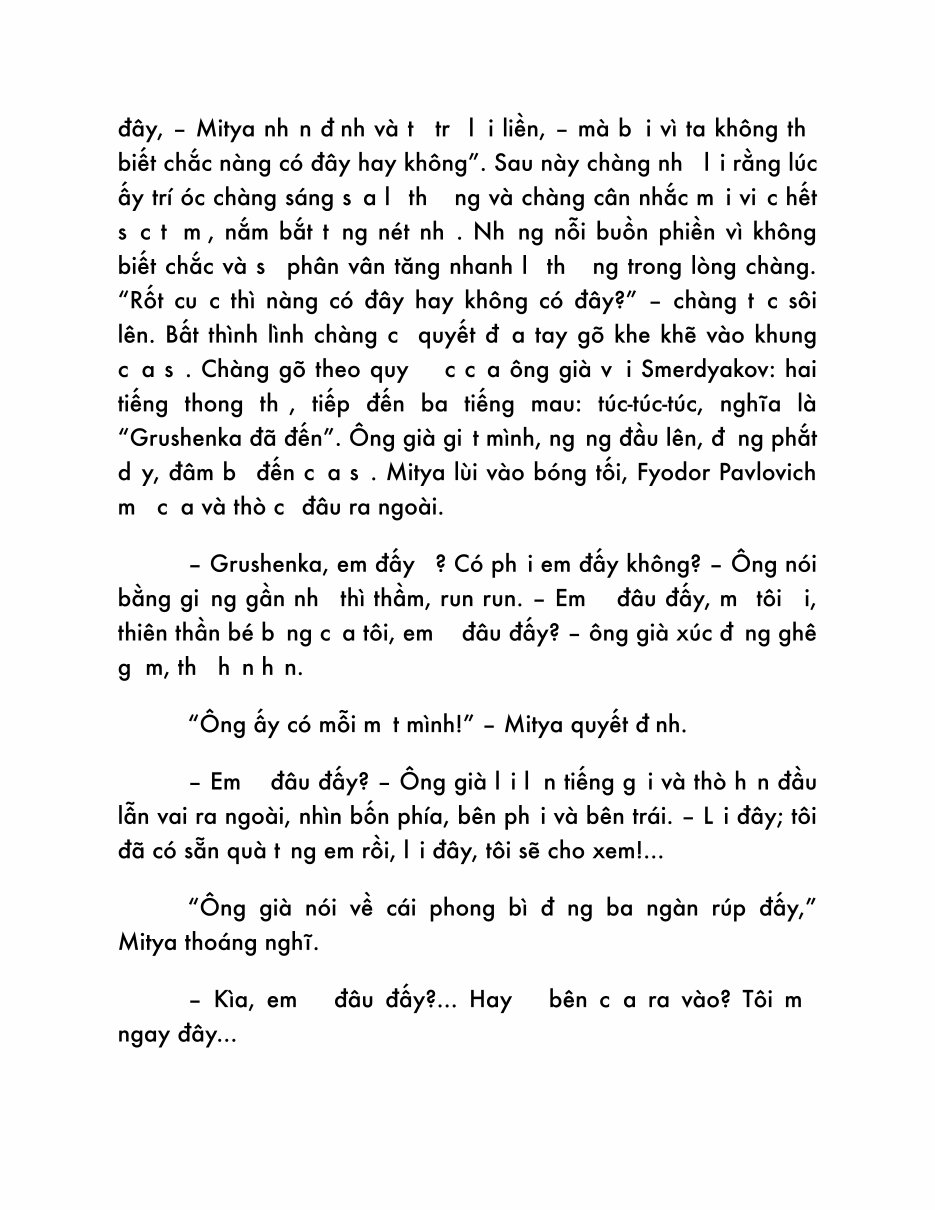 đây, – Mitya nh n đ nh và t  tr  l i liền, – mà b i vì ta không th
biết chắc nàng có đây hay không”. Sau này chàng nh  l i rằng lúc
ấy trí óc chàng sáng s a l  th  ng và chàng cân nhắc m i vi c hết
s c t m , nắm bắt t ng nét nh . Nh ng nỗi buồn phiền vì không
biết chắc và s  phân vân tăng nhanh l  th  ng trong lòng chàng.
“Rốt cu c thì nàng có đây hay không có đây?” – chàng t c sôi
lên. Bất thình lình chàng c  quyết đ a tay gõ khe khẽ vào khung
c a s . Chàng gõ theo quy   c c a ông già v i Smerdyakov: hai
tiếng thong th , tiếp đến ba tiếng mau: túc-túc-túc, nghĩa là
“Grushenka đã đến”. Ông già gi t mình, ng ng đầu lên, đ ng phắt
d y, đâm b  đến c a s . Mitya lùi vào bóng tối, Fyodor Pavlovich
m  c a và thò c  đâu ra ngoài.
– Grushenka, em đấy  ? Có ph i em đấy không? – Ông nói
bằng gi ng gần nh  thì thầm, run run. – Em   đâu đấy, m  tôi  i,
thiên thần bé b ng c a tôi, em   đâu đấy? – ông già xúc đ ng ghê
g m, th  h n h n.
“Ông ấy có mỗi m t mình!” – Mitya quyết đ nh.
– Em   đâu đấy? – Ông già l i l n tiếng g i và thò h n đầu
lẫn vai ra ngoài, nhìn bốn phía, bên ph i và bên trái. – L i đây; tôi
đã có sẵn quà t ng em rồi, l i đây, tôi sẽ cho xem!...
“Ông già nói về cái phong bì đ ng ba ngàn rúp đấy,”
Mitya thoáng nghĩ.
– Kìa, em   đâu đấy?... Hay   bên c a ra vào? Tôi m
ngay đây...